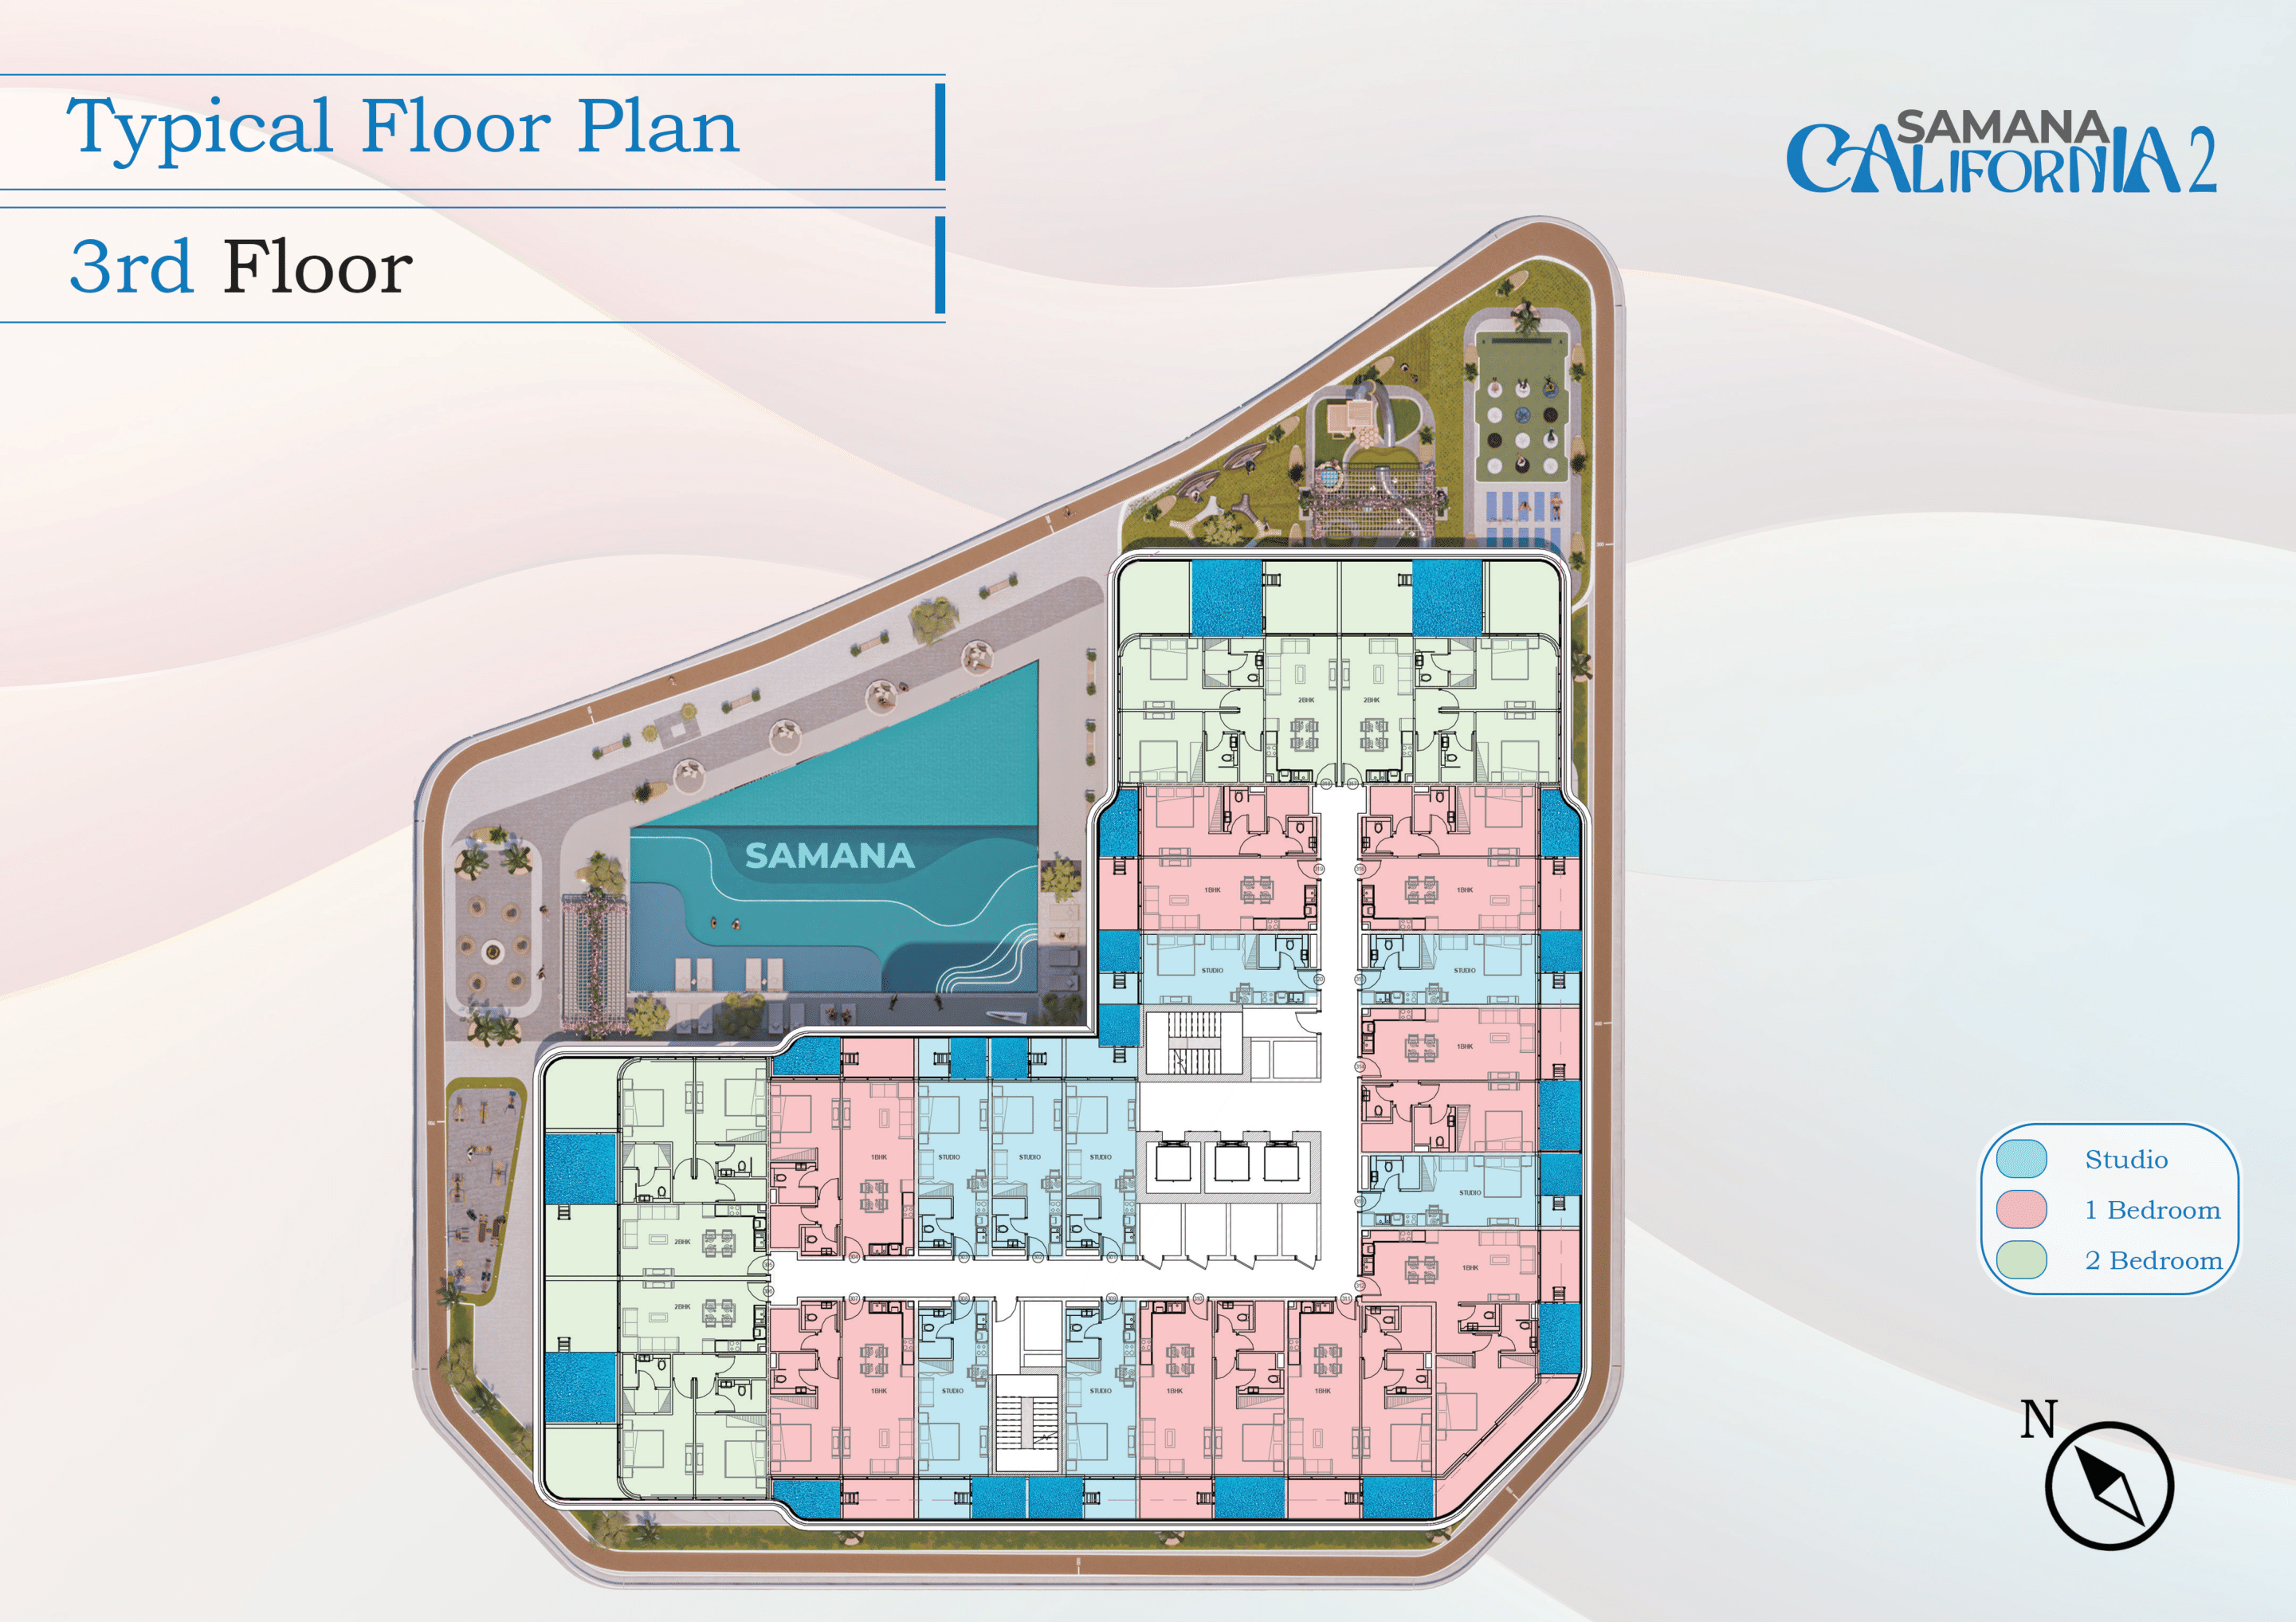 Typical Floor Plan
3rd Floor
SAMANA
CALIFORNIA 2
2BHK 2BHK
SAMANA
1BHK 1BHK
STUDIO STUDIO
1BHK
1BHK STUDIO STUDIO STUDIO
STUDIO
2BHK
1BHK
2BHK
1BHK STUDIO STUDIO 1BHK 1BHK
Studio
1 Bedroom
2 Bedroom
N